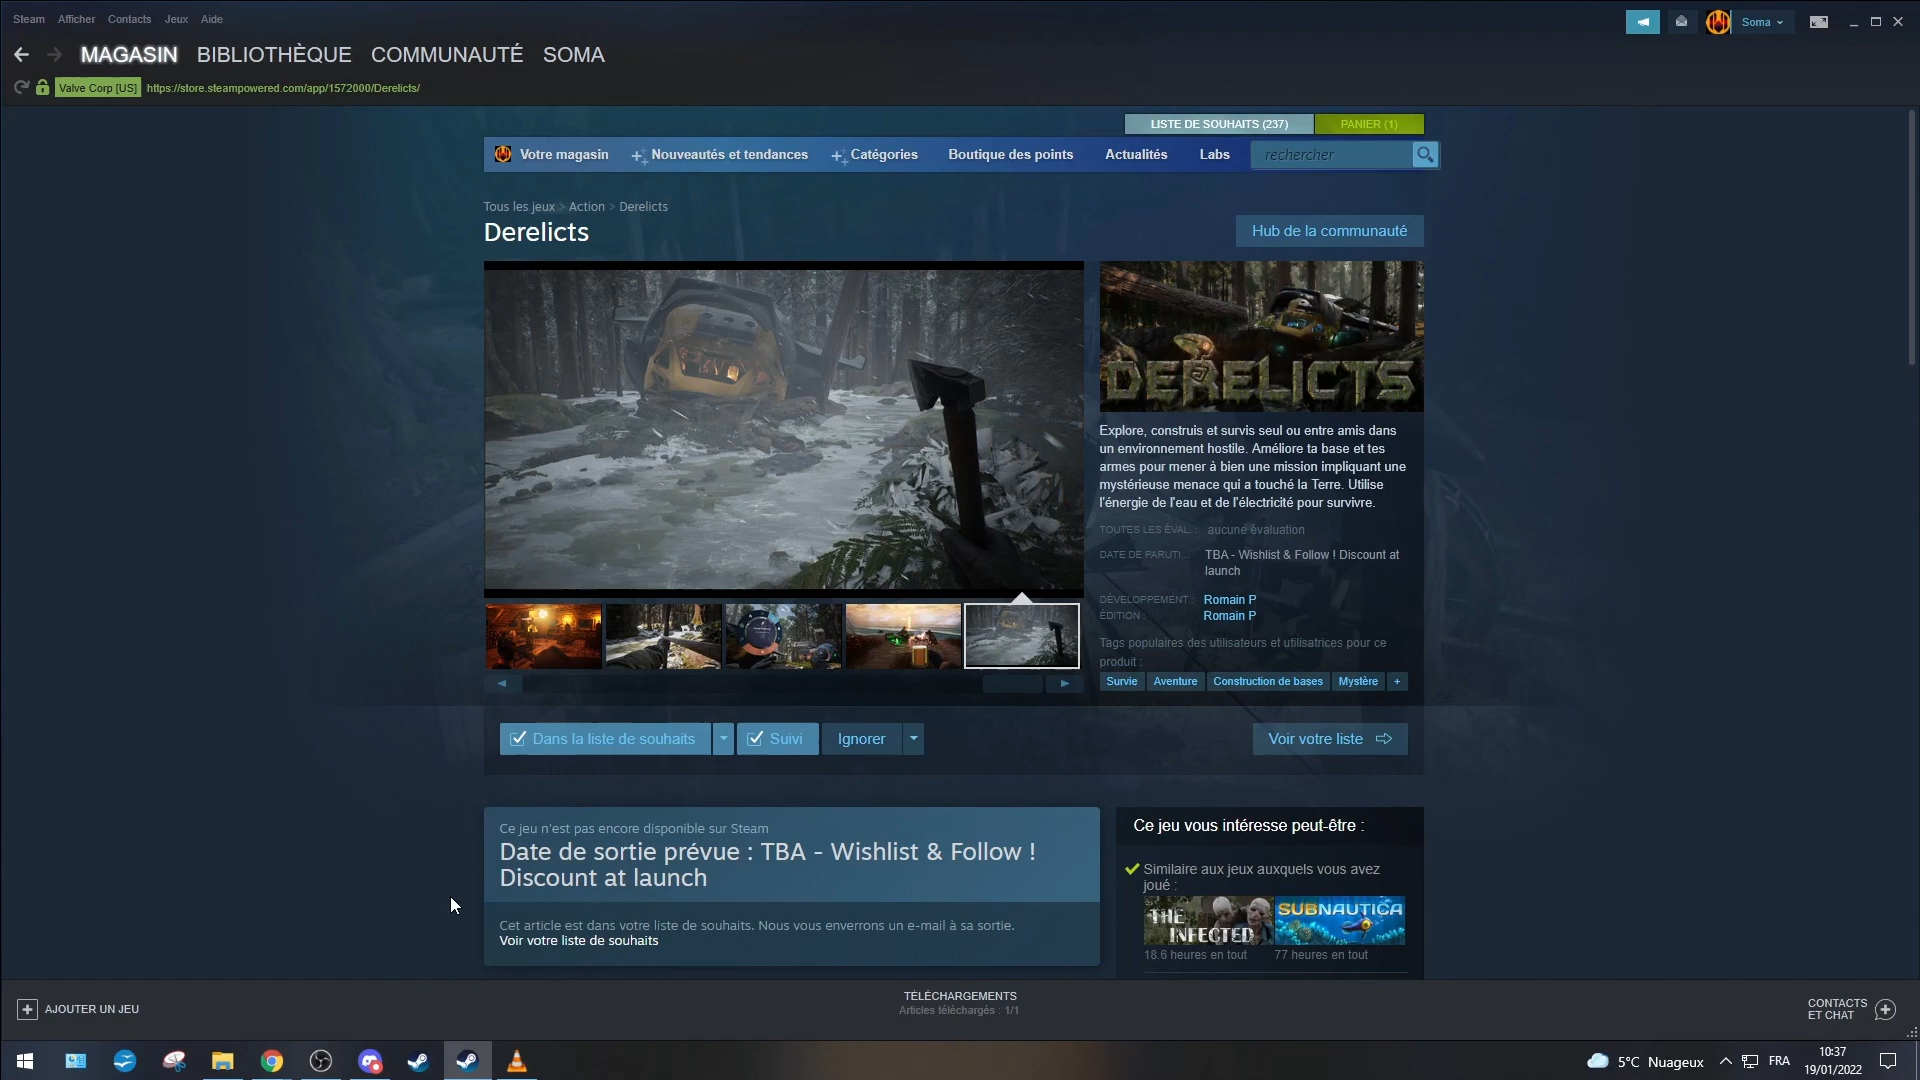 Steam Afficher Contacts Jeux Aide
Soma
MAGASIN BIBLIOTHÈQUE COMMUNAUTÉ SOMA
Valve Corp [US] https://store.steampowered.com/app/1572000/Derelicts/
LISTE DE SOUHAITS (237) PANIER (1)
Votre magasin Nouveautés et tendances Catégories Boutique des points Actualités Labs rechercher
Tous les jeux > Action > Derelicts
Derelicts
Hub de la communauté
DERELICTS
Explore, construis et survis seul ou entre amis dans
un environnement hostile. Améliore ta base et tes
armes pour mener à bien une mission impliquant une
mystérieuse menace qui a touché la Terre. Utilise
l'énergie de l'eau et de l'électricité pour survivre.
TOUTES LES ÉVAL. : aucune évaluation
DATE DE PARUTI... TBA - Wishlist & Follow ! Discount at
launch
DÉVELOPPEMENT : Romain P
ÉDITION : Romain P
Tags populaires des utilisateurs et utilisatrices pour ce
produit :
Survie Aventure Construction de bases Mystère +
Dans la liste de souhaits Suivi Ignorer Voir votre liste
Ce jeu n'est pas encore disponible sur Steam
Date de sortie prévue : TBA - Wishlist & Follow !
Discount at launch
Cet article est dans votre liste de souhaits. Nous vous enverrons un e-mail à sa sortie.
Voir votre liste de souhaits
Ce jeu vous intéresse peut-être :
Similaire aux jeux auxquels vous avez
joué :
THE
INFECTED
SUBNAUTICA
18.6 heures en tout 77 heures en tout
AJOUTER UN JEU
TÉLÉCHARGEMENTS
Articles téléchargés : 1/1
CONTACTS
ET CHAT
5°C Nuageux FRA
10:37
19/01/2022